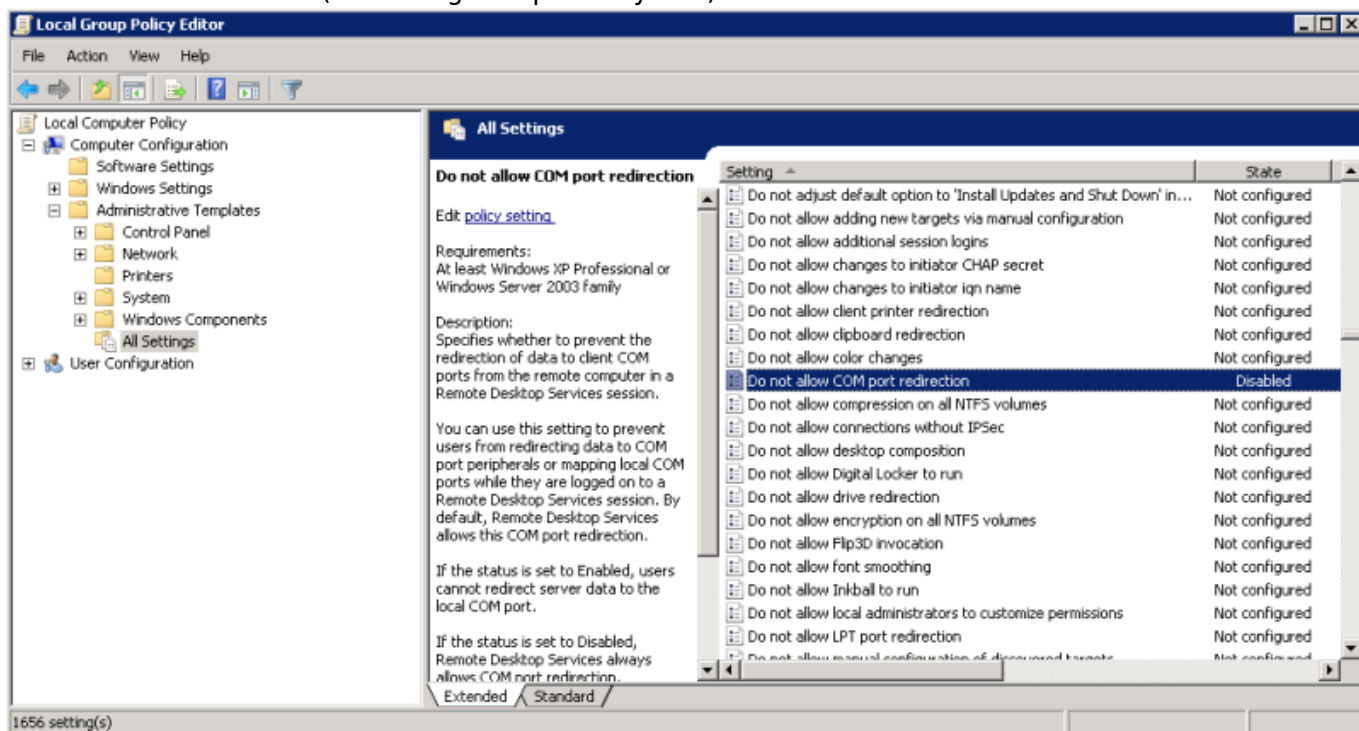 Local Group Policy Editor
File Action View Help
Local Computer Policy
Computer Configuration
Software Settings
Windows Settings
Administrative Templates
Control Panel
Network
Printers
System
Windows Components
All Settings
User Configuration
All Settings
Do not allow COM port redirection
Edit policy setting
Requirements:
At least Windows XP Professional or
Windows Server 2003 family
Description:
Specifies whether to prevent the
redirection of data to client COM
ports from the remote computer in a
Remote Desktop Services session.
You can use this setting to prevent
users from redirecting data to COM
port peripherals or mapping local COM
ports while they are logged on to a
Remote Desktop Services session. By
default, Remote Desktop Services
allows this COM port redirection.
If the status is set to Enabled, users
cannot redirect server data to the
local COM port.
If the status is set to Disabled,
Remote Desktop Services always
allows COM port redirection.
Setting State
Do not adjust default option to 'Install Updates and Shut Down' in... Not configured
Do not allow adding new targets via manual configuration Not configured
Do not allow additional session logins Not configured
Do not allow changes to initiator CHAP secret Not configured
Do not allow changes to initiator iqn name Not configured
Do not allow client printer redirection Not configured
Do not allow clipboard redirection Not configured
Do not allow color changes Not configured
Do not allow COM port redirection Disabled
Do not allow compression on all NTFS volumes Not configured
Do not allow connections without IPSec Not configured
Do not allow desktop composition Not configured
Do not allow Digital Locker to run Not configured
Do not allow drive redirection Not configured
Do not allow encryption on all NTFS volumes Not configured
Do not allow Flip3D invocation Not configured
Do not allow font smoothing Not configured
Do not allow Inkball to run Not configured
Do not allow local administrators to customize permissions Not configured
Do not allow LPT port redirection Not configured
Do not allow manual configuration of discovered targets Not configured
Extended Standard
1656 setting(s)